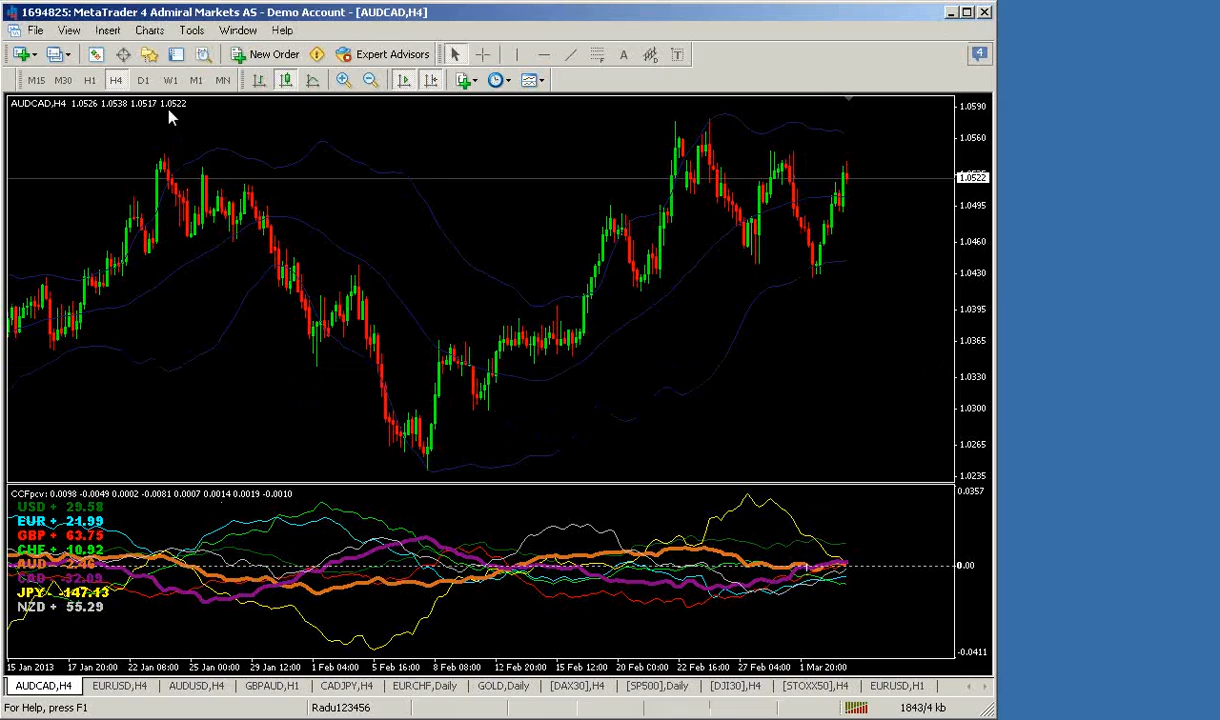 1694825: MetaTrader 4 Admiral Markets AS - Demo Account - [AUDCAD,H4]
File View Insert Charts Tools Window Help
New Order Expert Advisors A T 4
M15 M30 H1 H4 D1 W1 M1 MN
AUDCAD,H4 1.0526 1.0538 1.0517 1.0522
1.0590
1.0560
1.0522
1.0495
1.0460
1.0430
1.0395
1.0365
1.0330
1.0300
1.0265
1.0235
CCFpcv: 0.0098 -0.0049 0.0002 -0.0081 0.0007 0.0014 0.0019 -0.0010
0.0357
USD + 29.58
EUR + 21.99
GBP + 63.75
CHF + 10.92
AUD - 2.46
0.00
CAD 32.09
JPY - 147.13
NZD + 55.29
-0.0411
15 Jan 2013 17 Jan 20:00 22 Jan 08:00 25 Jan 00:00 29 Jan 12:00 1 Feb 04:00 5 Feb 16:00 8 Feb 08:00 12 Feb 20:00 15 Feb 12:00 20 Feb 00:00 22 Feb 16:00 27 Feb 04:00 1 Mar 20:00
AUDCAD,H4 EURUSD,H4 AUDUSD,H4 GBPAUD,H1 CADJPY,H4 EURCHF,Daily GOLD,Daily [DAX30],H4 [SP500],Daily [DJI30],H4 [STOXX50],H4 EURUSD,H1
For Help, press F1 Radu123456 1843/4 kb